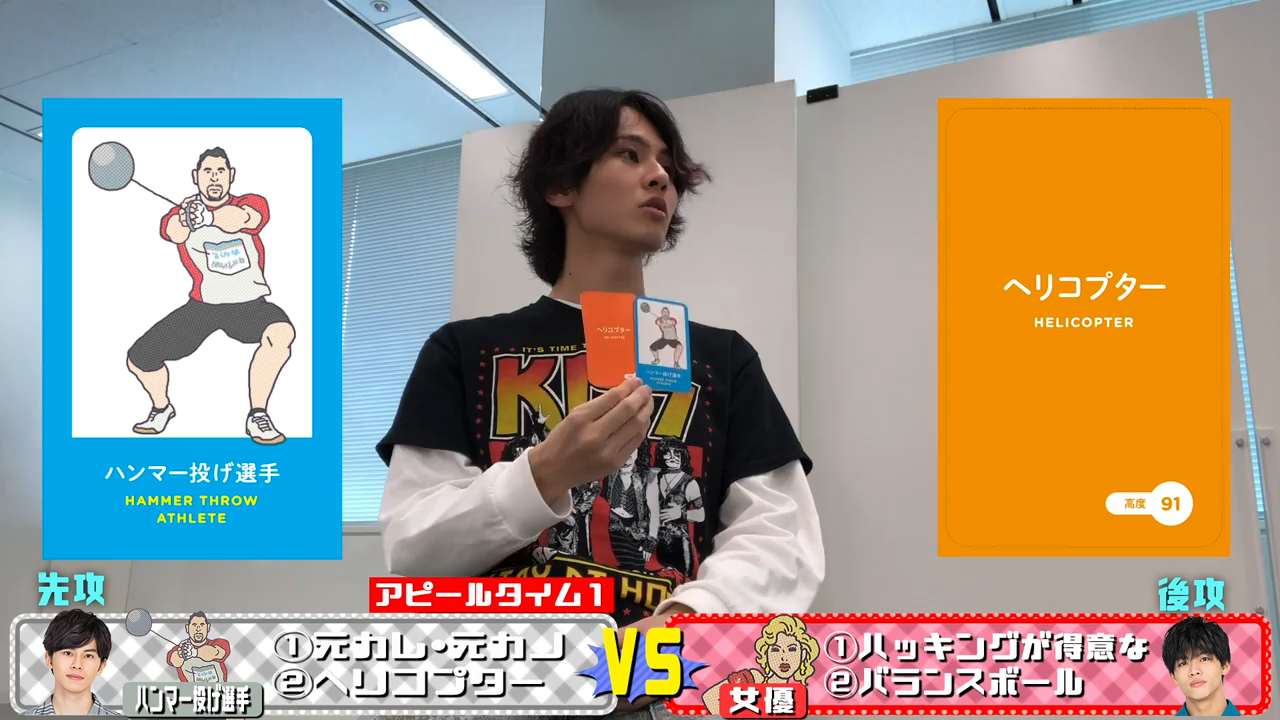 ハンマー投げ選手
HAMMER THROW
ATHLETE
ヘリコプター
HELICOPTER
高度 91
IT'S TIME T
KISS
ヘリコプター
ハンマー投げ選手
HAMMER THROW
ATHLETE
先攻
アピールタイム1
後攻
①元カレ・元カノ
②ヘリコプター
ハンマー投げ選手
VS
①ハッキングが得意な
②バランスボール
女優